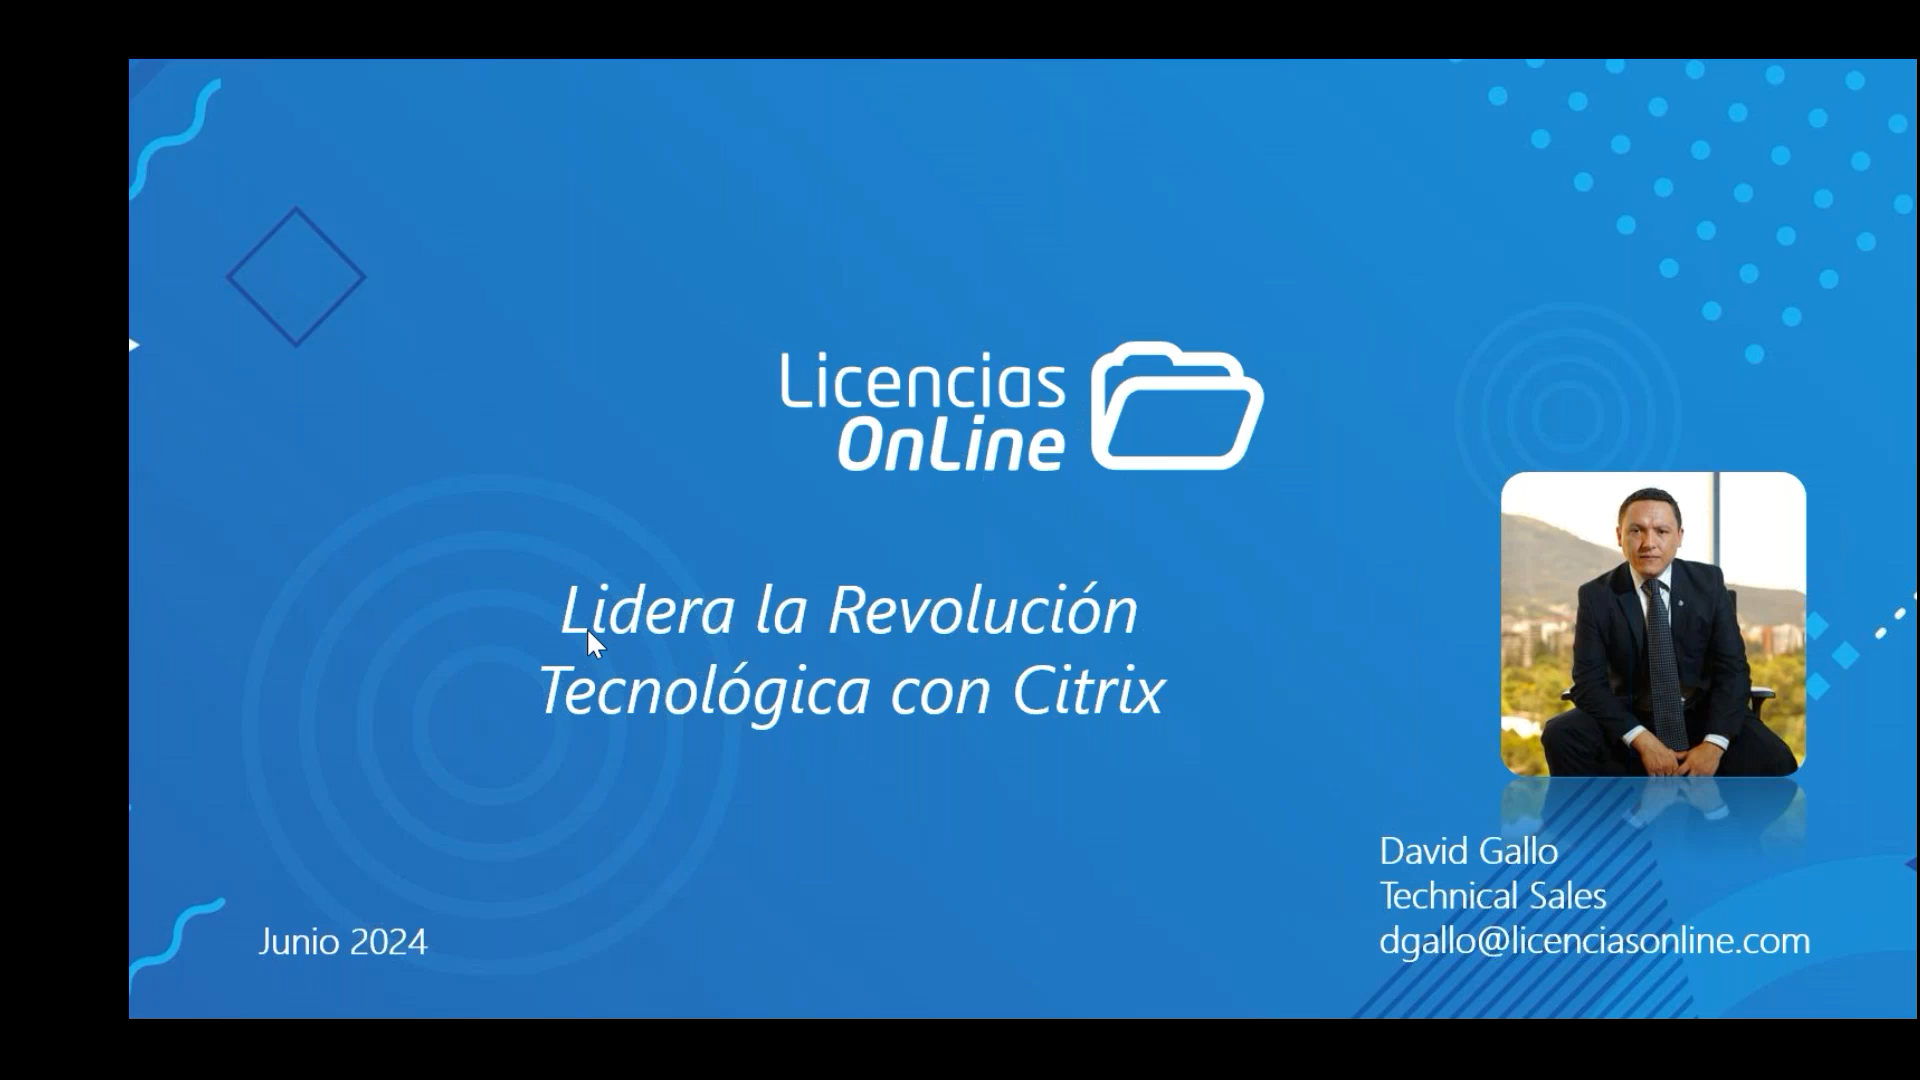 Licencias
OnLine
Lidera la Revolución
Tecnológica con Citrix
David Gallo
Technical Sales
dgallo@licenciasonline.com
Junio 2024